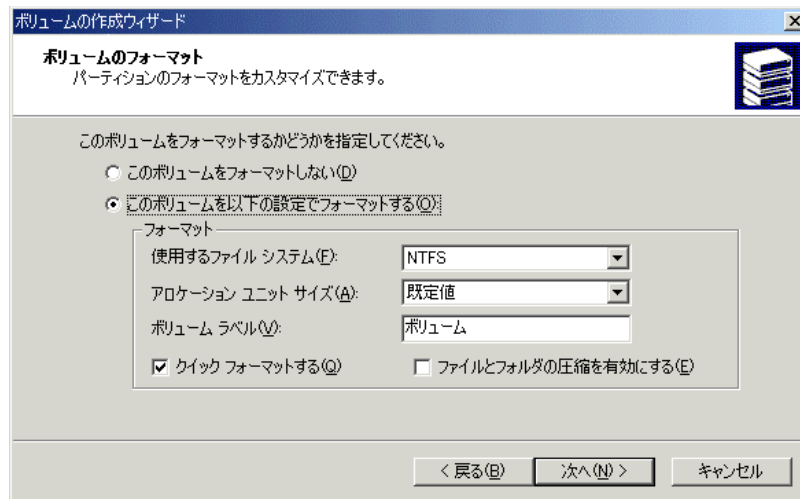 ボリュームの作成ウィザード
ボリュームのフォーマット
パーティションのフォーマットをカスタマイズできます。
このボリュームをフォーマットするかどうかを指定してください。
このボリュームをフォーマットしない(D)
このボリュームを以下の設定でフォーマットする(O):
フォーマット
使用するファイル システム(F): NTFS
アロケーション ユニット サイズ(A): 既定値
ボリューム ラベル(V): ボリューム
クイック フォーマットする(Q) ファイルとフォルダの圧縮を有効にする(E)
< 戻る(B) 次へ(N) > キャンセル